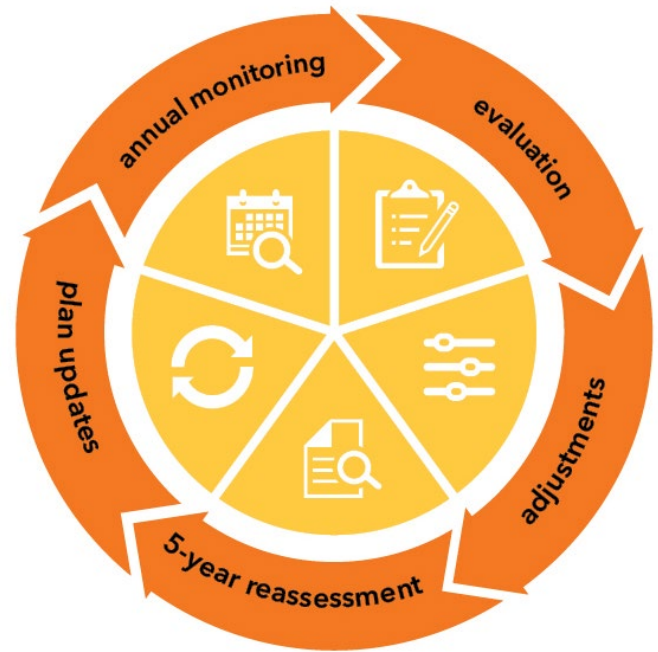 annual monitoring
evaluation
adjustments
5-year reassessment
plan updates